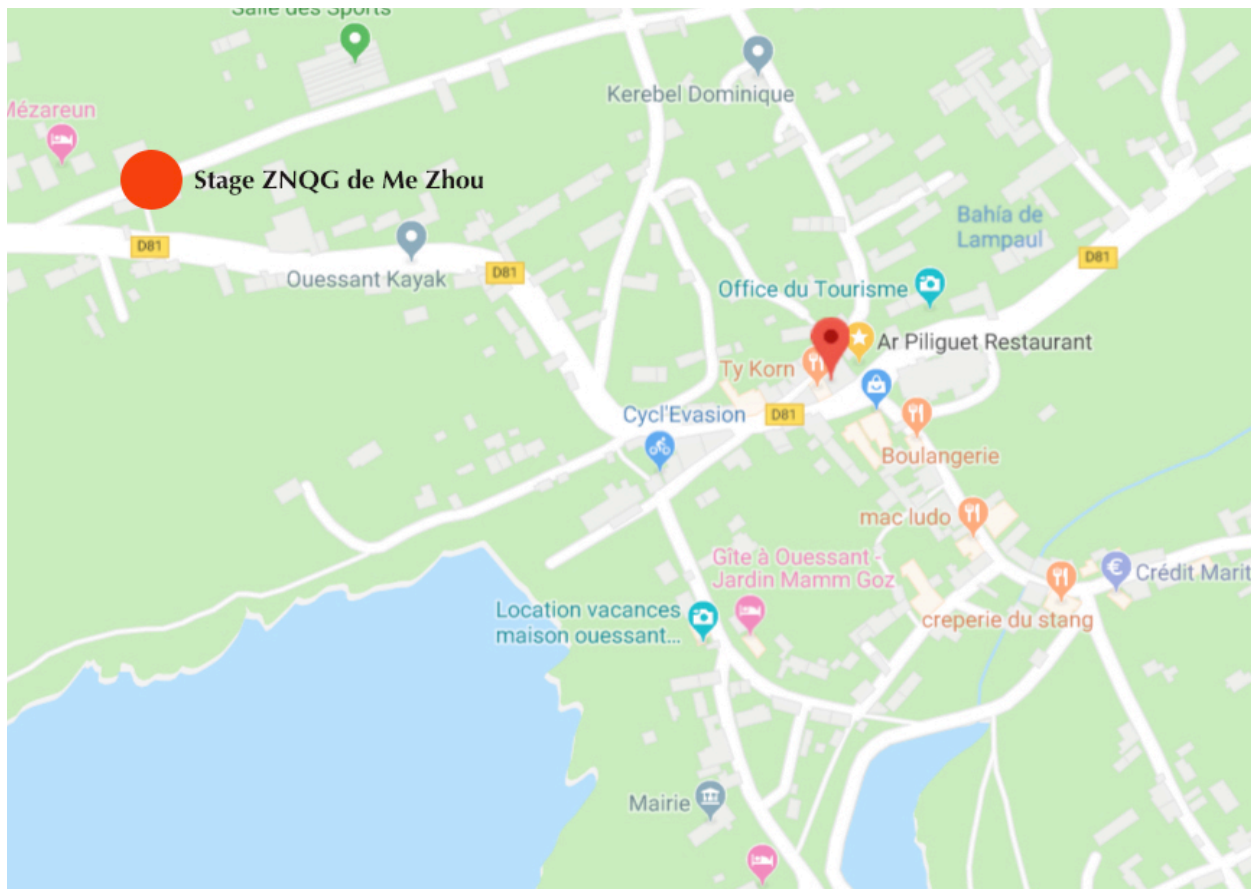 Salle des Sports
Kerebel Dominique
Mézareun
Stage ZNQG de Me Zhou
Bahía de
Lampaul
D81
D81
D81
Ouessant Kayak
Office du Tourisme
Ar Piliguet Restaurant
Ty Korn
Cycl'Evasion
D81
Boulangerie
mac ludo
Gîte à Ouessant -
Jardin Mamm Goz
Crédit Marit
€
Location vacances
maison ouessant...
creperie du stang
Mairie